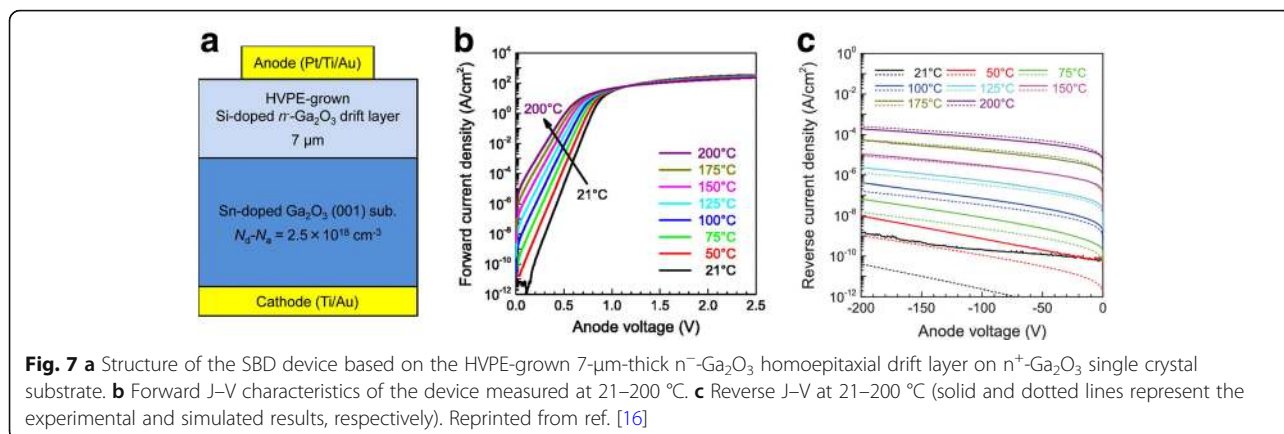 a
Anode (Pt/Ti/Au)
HVPE-grown
Si-doped n⁻-Ga₂O₃ drift layer
7 μm
Sn-doped Ga₂O₃ (001) sub.
Nd-Na = 2.5 × 10¹⁸ cm⁻³
Cathode (Ti/Au)
b
Forward current density (A/cm²)
10⁴
10²
10⁰
10⁻²
10⁻⁴
10⁻⁶
10⁻⁸
10⁻¹⁰
10⁻¹²
200°C
21°C
200°C
175°C
150°C
125°C
100°C
75°C
50°C
21°C
0.0 0.5 1.0 1.5 2.0 2.5
Anode voltage (V)
c
Reverse current density (A/cm²)
10⁰
10⁻²
10⁻⁴
10⁻⁶
10⁻⁸
10⁻¹⁰
10⁻¹²
21°C 50°C 75°C
100°C 125°C 150°C
175°C 200°C
-200 -150 -100 -50 0
Anode voltage (V)
Fig. 7 a Structure of the SBD device based on the HVPE-grown 7-μm-thick n⁻-Ga₂O₃ homoepitaxial drift layer on n⁺-Ga₂O₃ single crystal
substrate. b Forward J–V characteristics of the device measured at 21–200 °C. c Reverse J–V at 21–200 °C (solid and dotted lines represent the
experimental and simulated results, respectively). Reprinted from ref. [16]